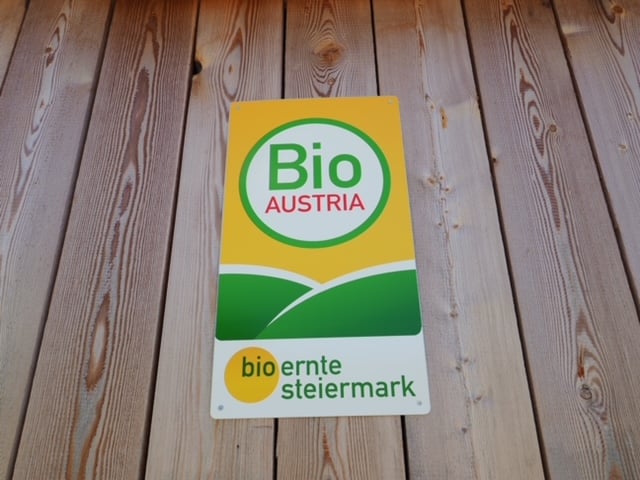 Bio
AUSTRIA
bio ernte
steiermark